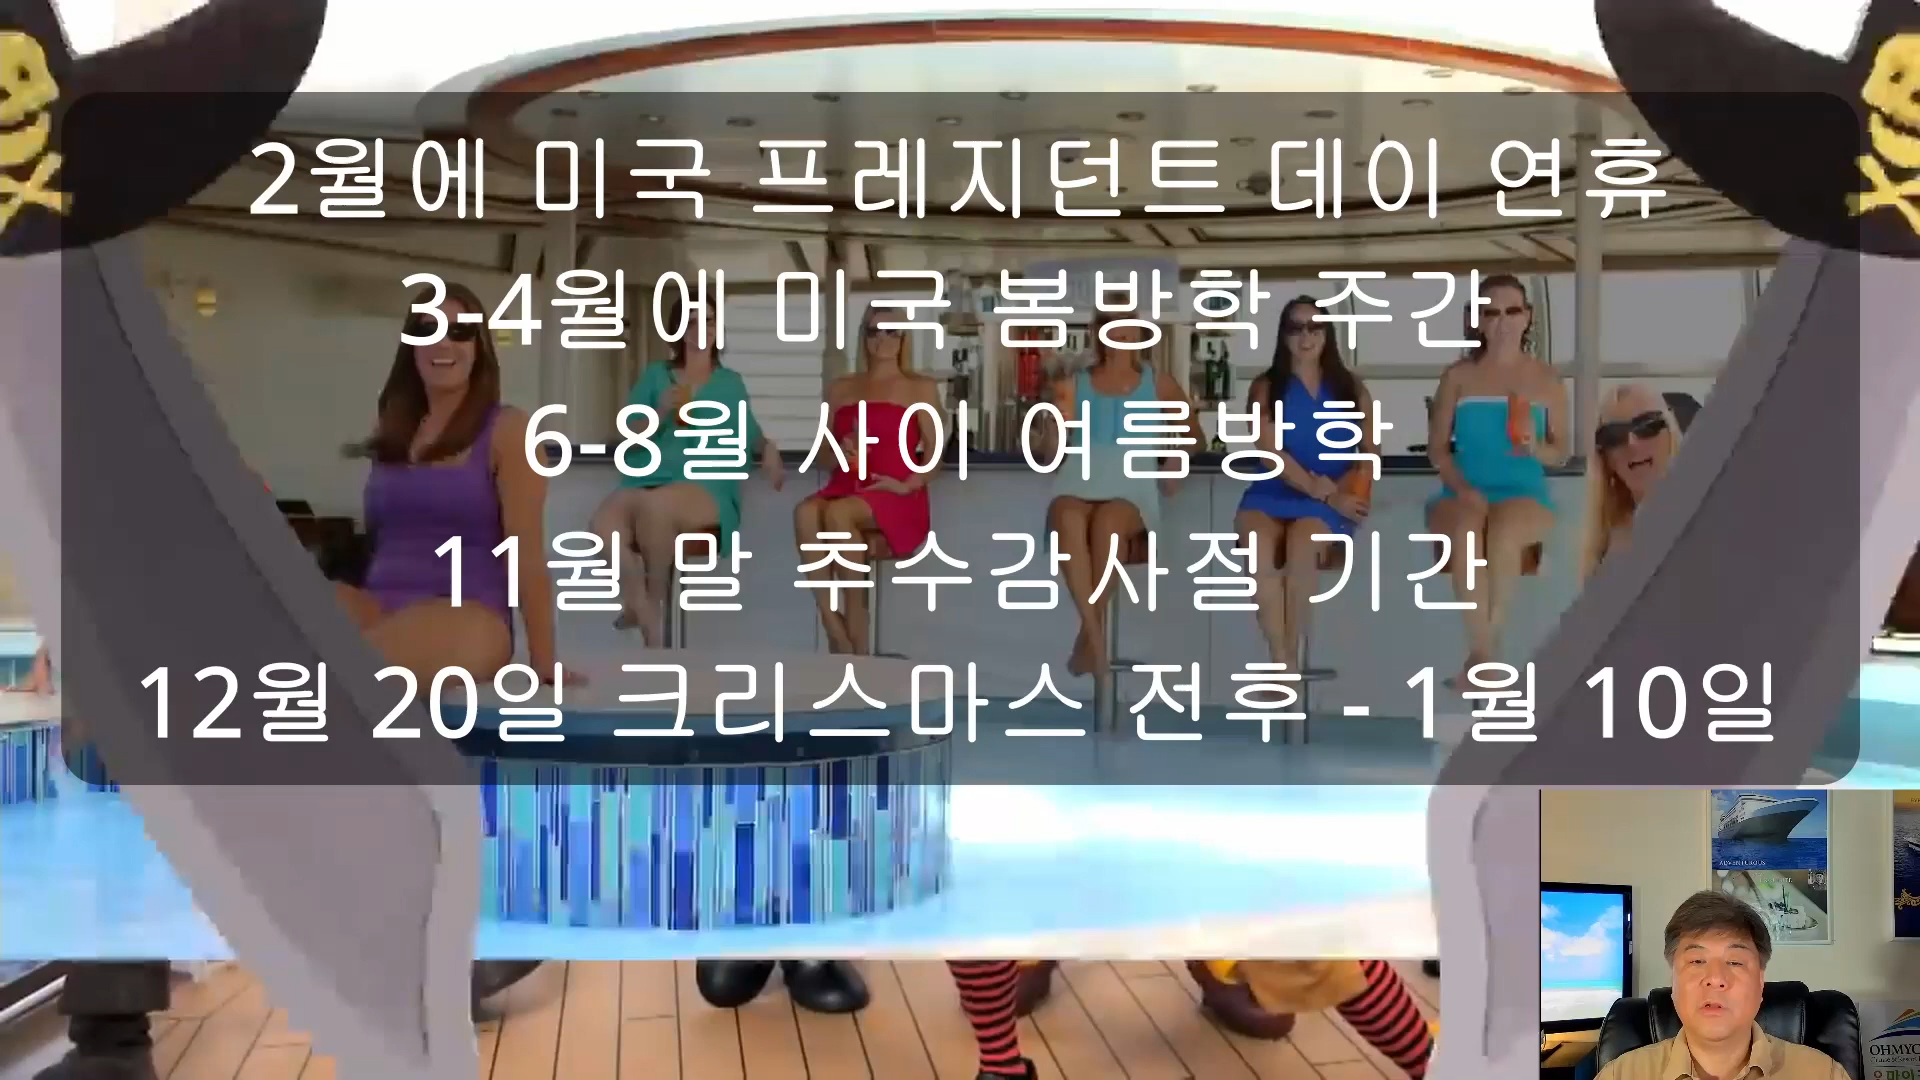 2월에 미국 프레지던트 데이 연휴
3-4월에 미국 봄방학 주간
6-8월 사이 여름방학
11월 말 추수감사절 기간
12월 20일 크리스마스 전후 - 1월 10일
ADVENTUROUS
OHMYC